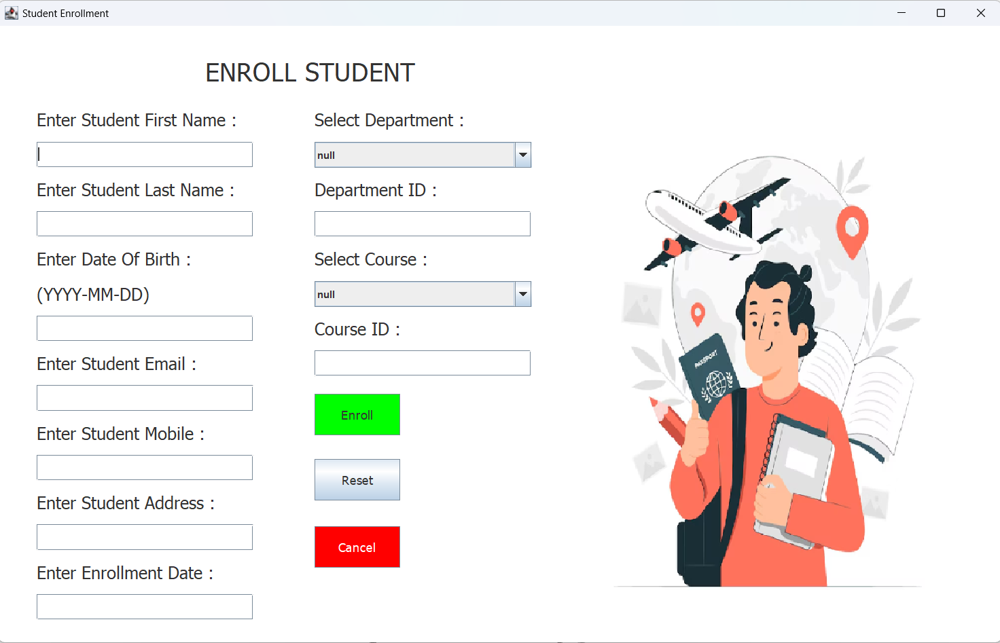 Student Enrollment
ENROLL STUDENT
Enter Student First Name :
Enter Student Last Name :
Enter Date Of Birth :
(YYYY-MM-DD)
Enter Student Email :
Enter Student Mobile :
Enter Student Address :
Enter Enrollment Date :
Select Department :
null
Department ID :
Select Course :
null
Course ID :
Enroll
Reset
Cancel
PASSPORT